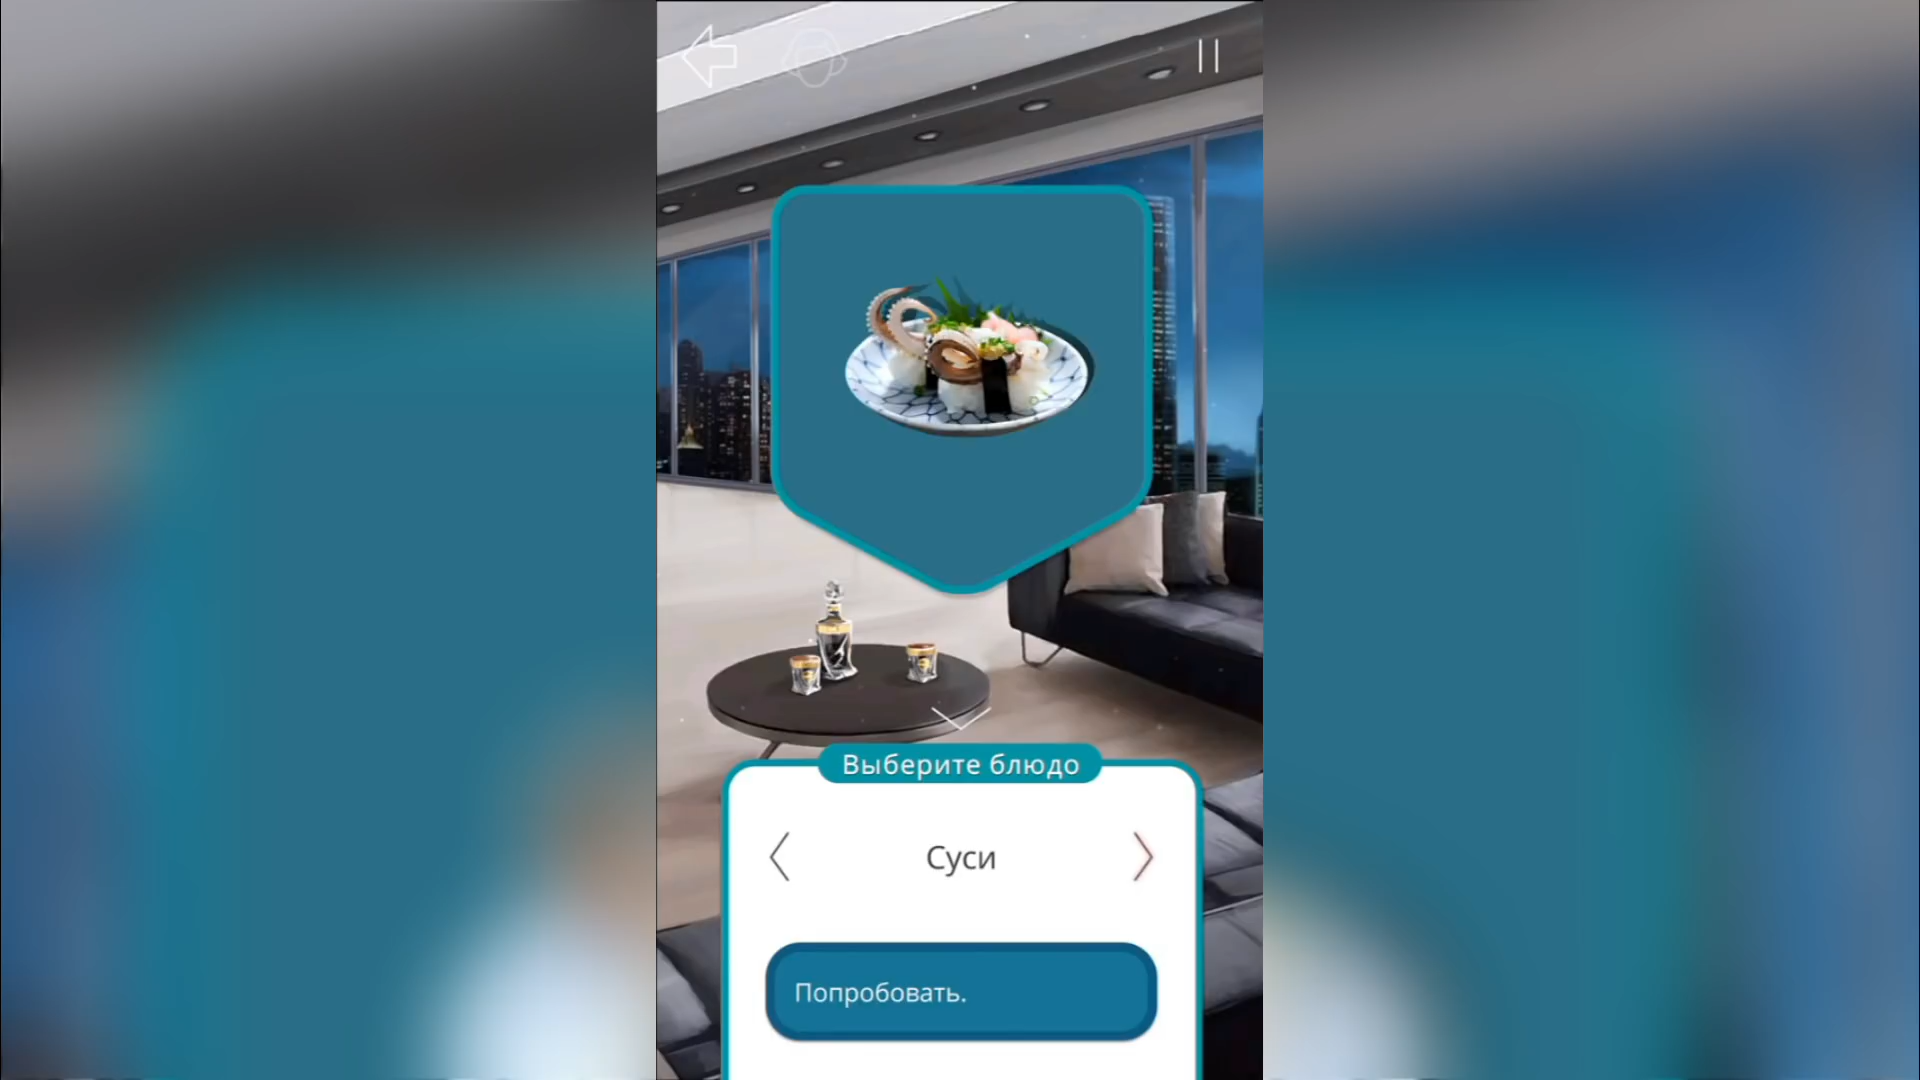 Выберите блюдо
Суси
Попробовать.